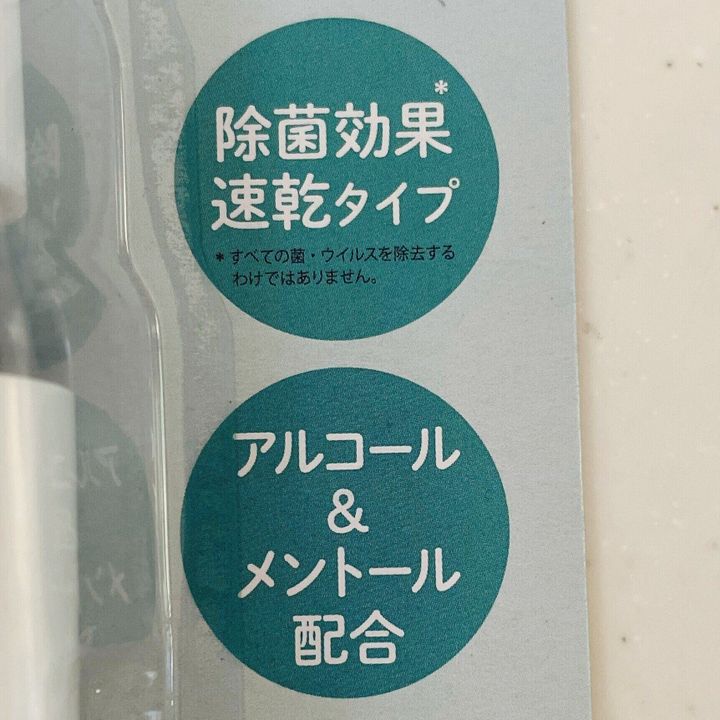 除菌効果*
速乾タイプ
*すべての菌・ウイルスを除去する
わけではありません。
アルコール
&
メントール
配合